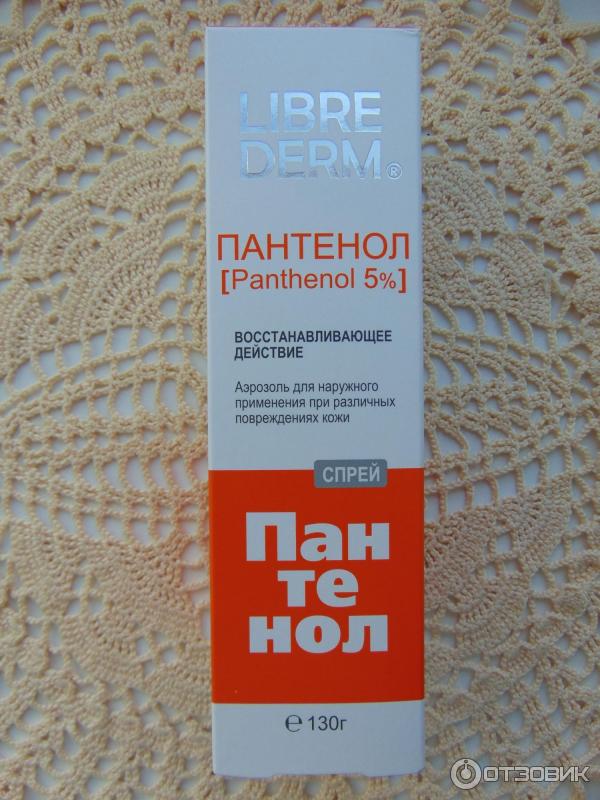 LIBRE
DERM®
ПАНТЕНОЛ
[Panthenol 5%]
ВОССТАНАВЛИВАЮЩЕЕ
ДЕЙСТВИЕ
Аэрозоль для наружного
применения при различных
повреждениях кожи
СПРЕЙ
Пан
те
нол
℮ 130г
ОТЗОВИК